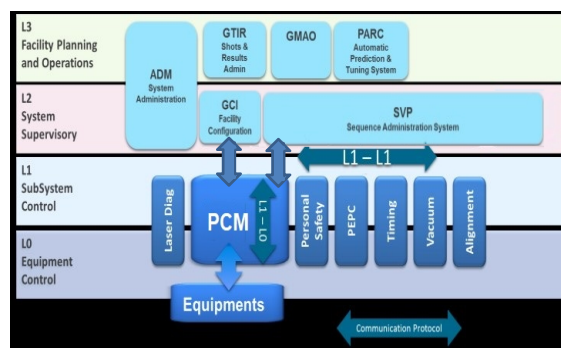 L3
Facility Planning
and Operations
ADM
System
Administration
GTIR
Shots &
Results
Admin
GMAO
PARC
Automatic
Prediction &
Tuning System
L2
System
Supervisory
GCI
Facility
Configuration
SVP
Sequence Administration System
L1 – L1
L1
SubSystem
Control
Laser Diag
PCM
L1 – L0
Personal
Safety
PEPC
Timing
Vacuum
Alignment
L0
Equipment
Control
Equipments
Communication Protocol